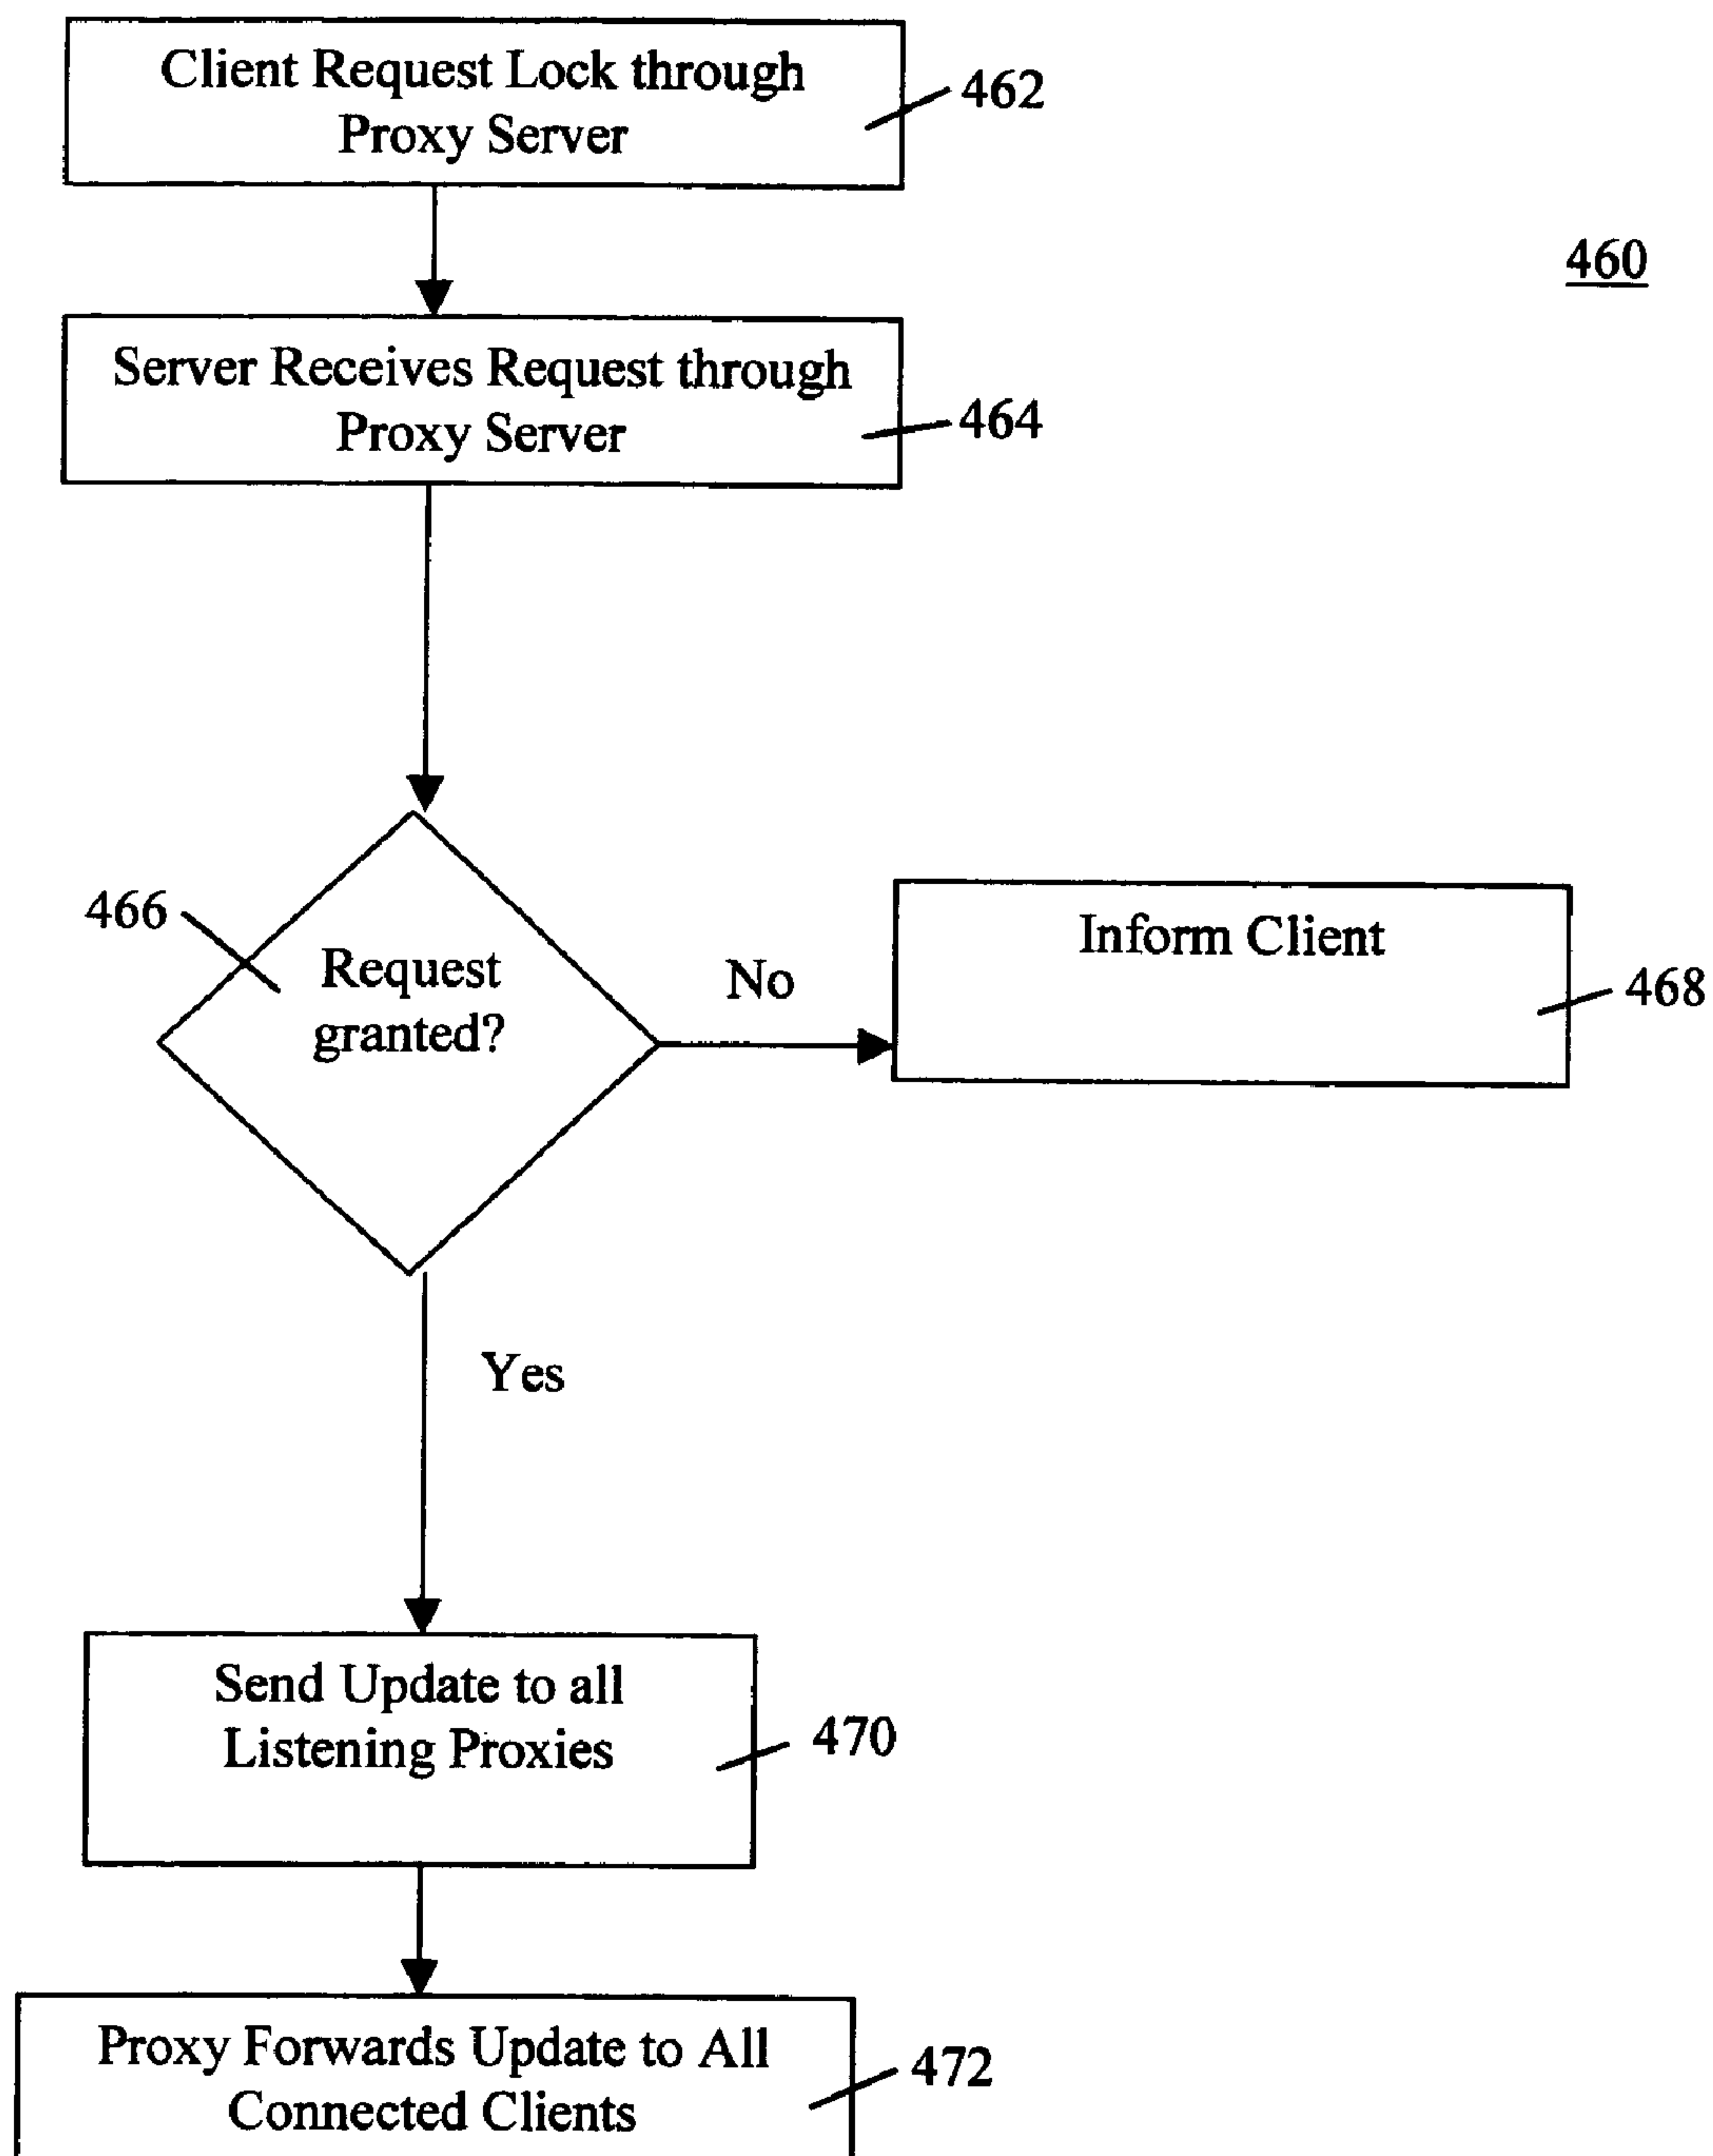 Client Request Lock through
Proxy Server
462
460
Server Receives Request through
Proxy Server
464
466
Request
granted?
No
Inform Client
468
Yes
Send Update to all
Listening Proxies
470
Proxy Forwards Update to All
Connected Clients
472